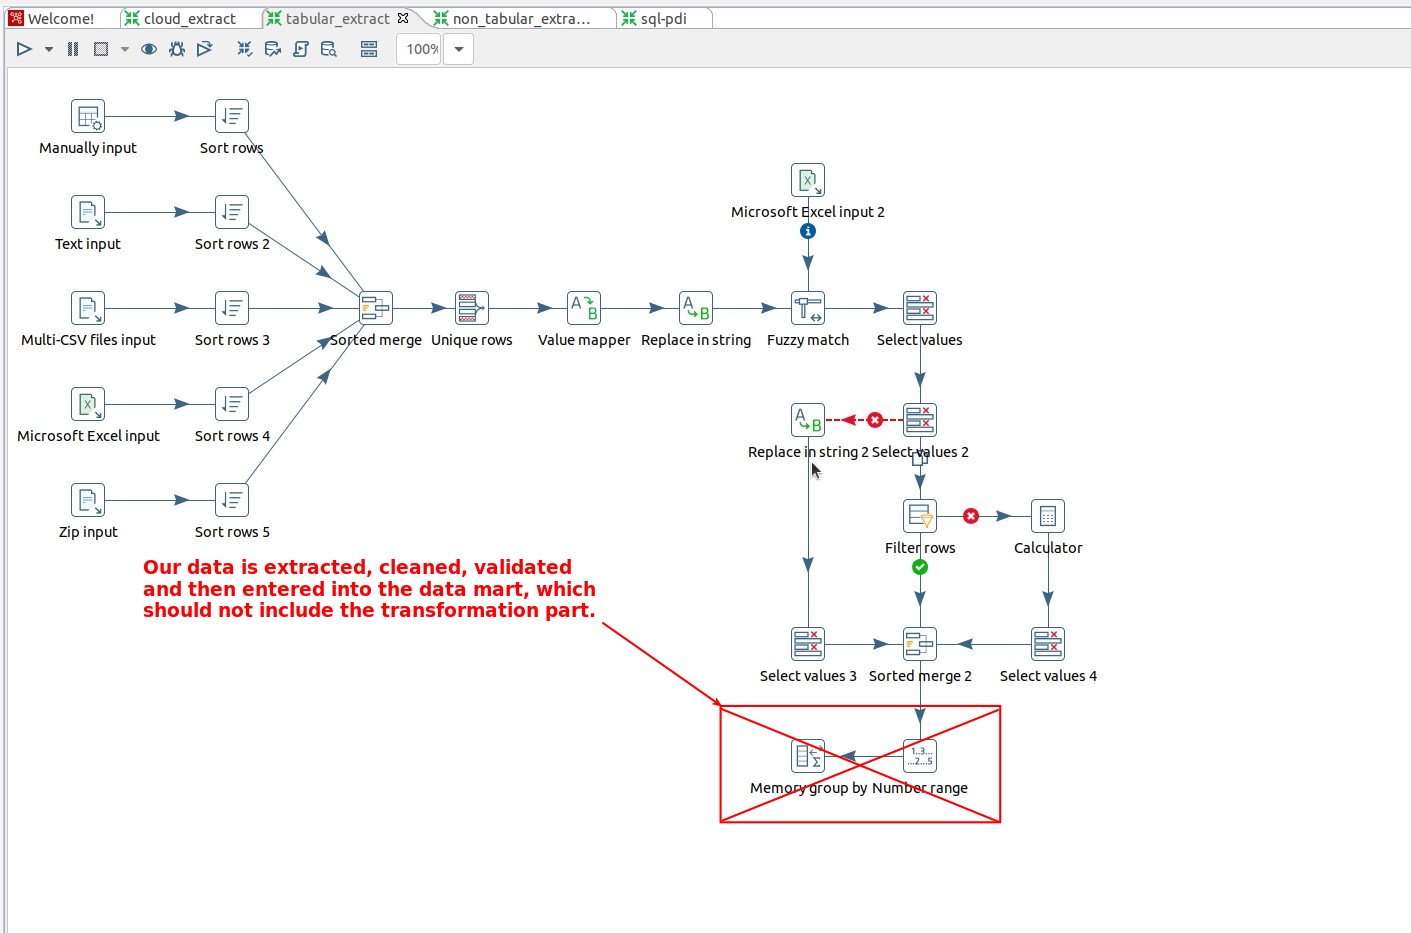 Welcome!
cloud_extract
tabular_extract
non_tabular_extra...
sql-pdi
100%
Manually input
Sort rows
Microsoft Excel input 2
Text input
Sort rows 2
Multi-CSV files input
Sort rows 3
Sorted merge
Unique rows
Value mapper
Replace in string
Fuzzy match
Select values
Microsoft Excel input
Sort rows 4
Replace in string 2
Select values 2
Zip input
Sort rows 5
Filter rows
Calculator
Our data is extracted, cleaned, validated
and then entered into the data mart, which
should not include the transformation part.
Select values 3
Sorted merge 2
Select values 4
1..3...
...2...5
Memory group by
Number range